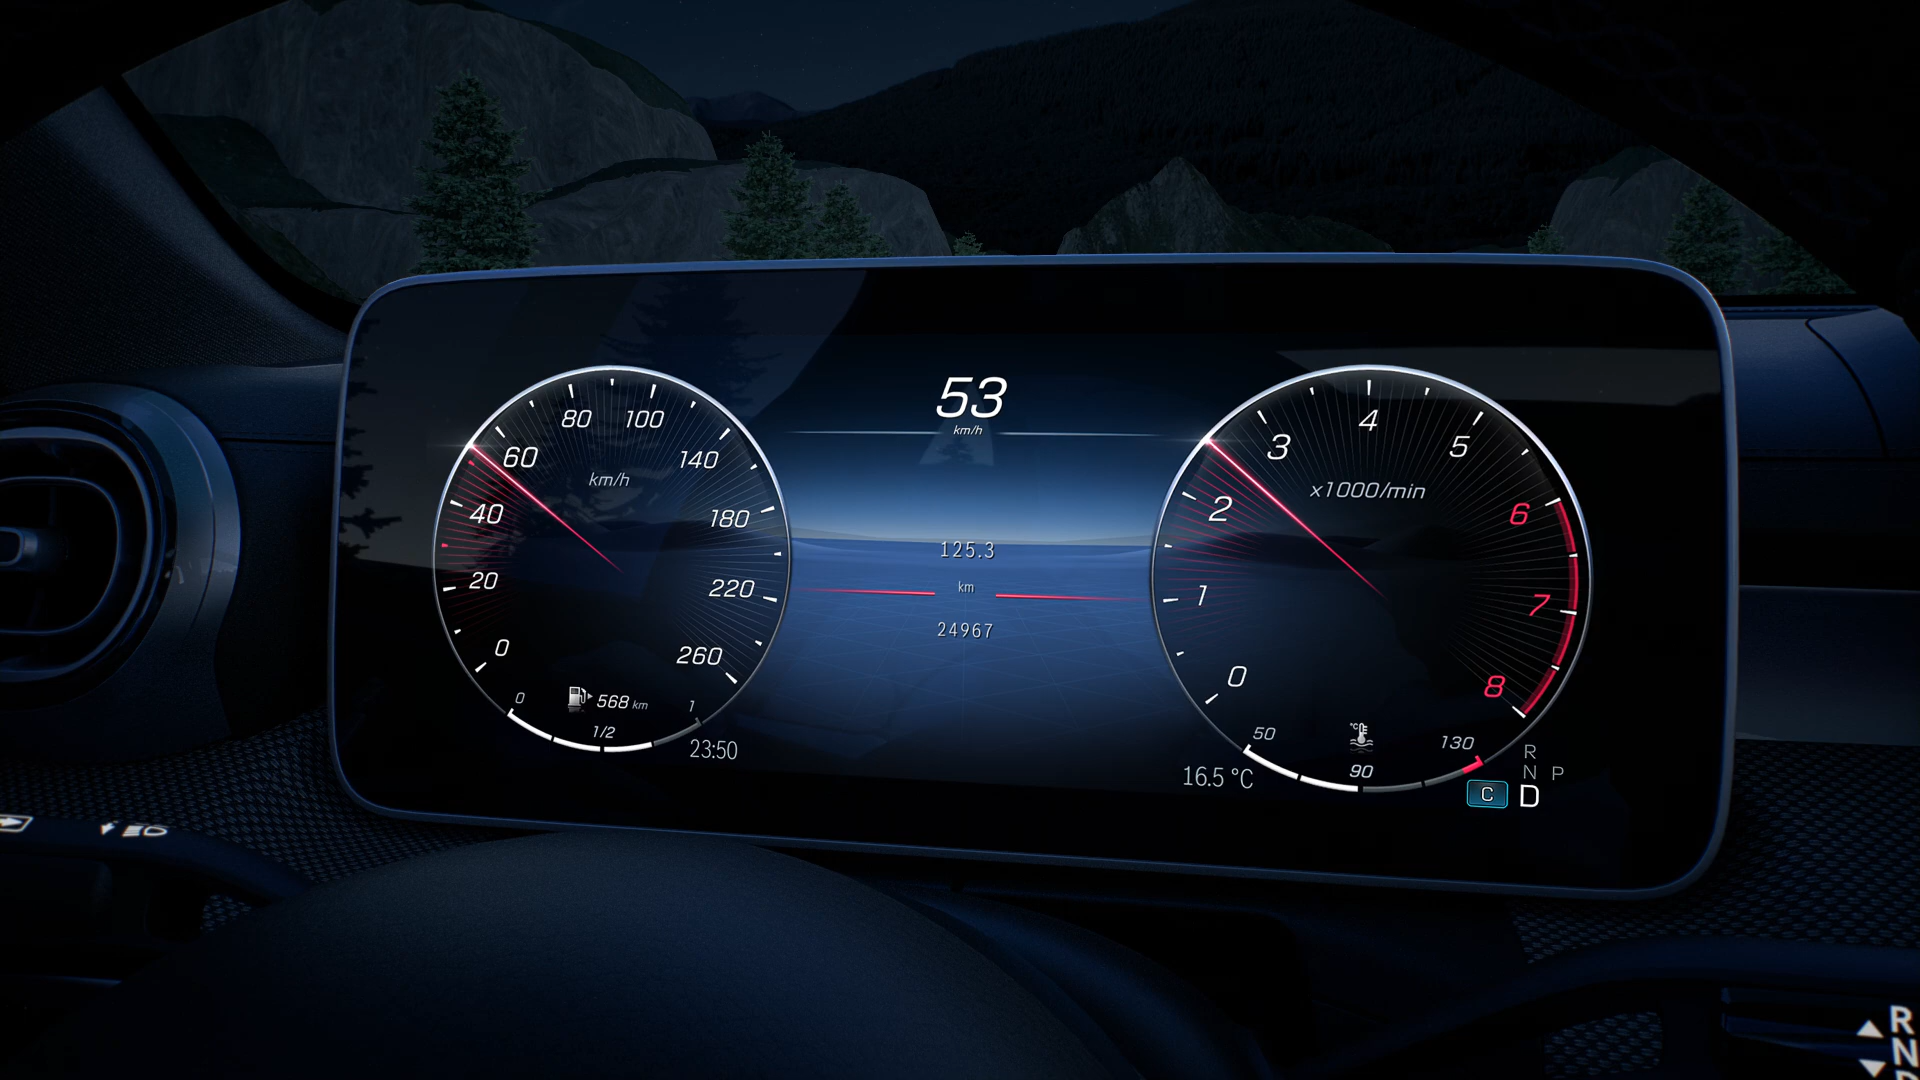 53
km/h
80 100
60 140
km/h
40 180
20 220
0 260
0 568 km 1
1/2
23:50
125.3
km
24967
4
3 5
x1000/min
2 6
1 7
0 8
50 130
90
°C
16.5 °C
R
N P
C D
R
N